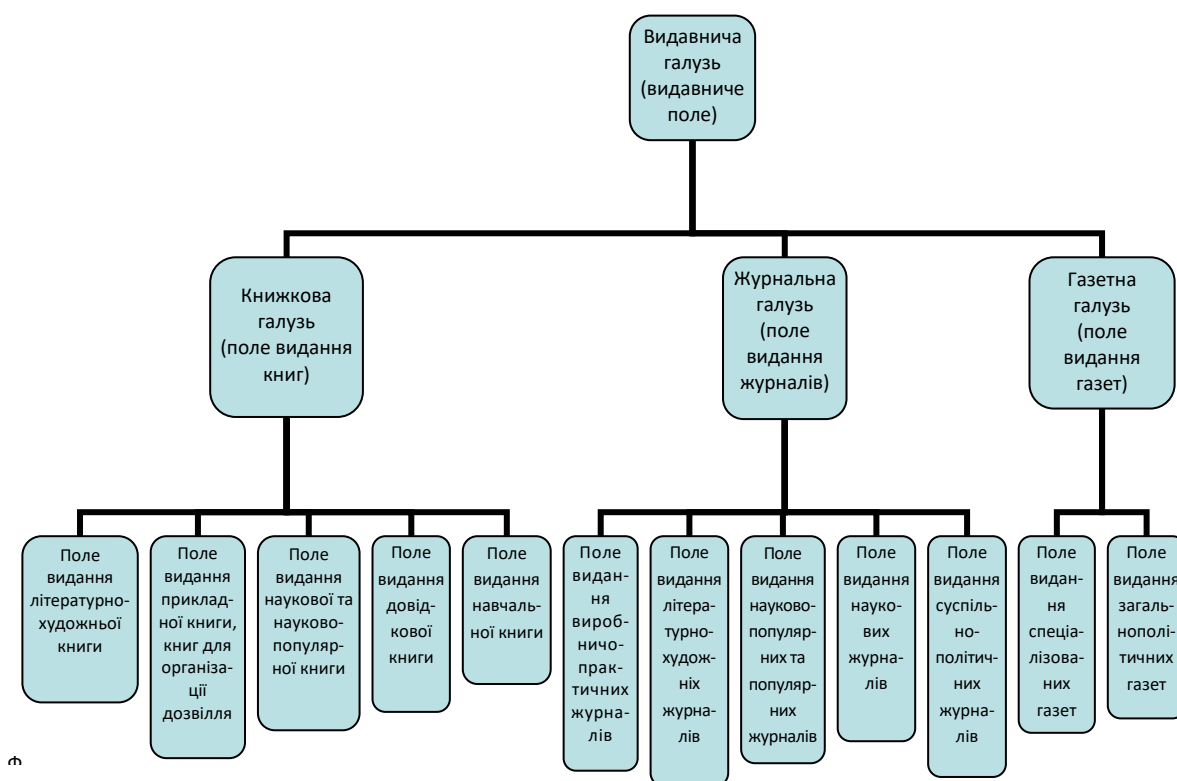 Видавнича
галузь
(видавниче
поле)
Книжкова
галузь
(поле видання
книг)
Журнальна
галузь
(поле
видання
журналів)
Газетна
галузь
(поле
видання
газет)
Поле
видання
літературно-
художньої
книги
Поле
видання
приклад-
ної книги,
книг для
організа-
ції
дозвілля
Поле
видання
наукової та
науково-
популяр-
ної книги
Поле
видання
довід-
кової
книги
Поле
видання
навчаль-
ної книги
Поле
видан-
ня
вироб-
ничо-
прак-
тичних
журна-
лів
Поле
видання
літера-
турно-
худож-
ніх
журна-
лів
Поле
видання
науково-
популяр-
них та
популяр-
них
журналів
Поле
видання
науко-
вих
журна-
лів
Поле
видання
суспіль-
но-
політич-
них
журна-
лів
Поле
видан-
ня
спеціа-
лізова-
них
газет
Поле
видання
загаль-
нополі-
тичних
газет